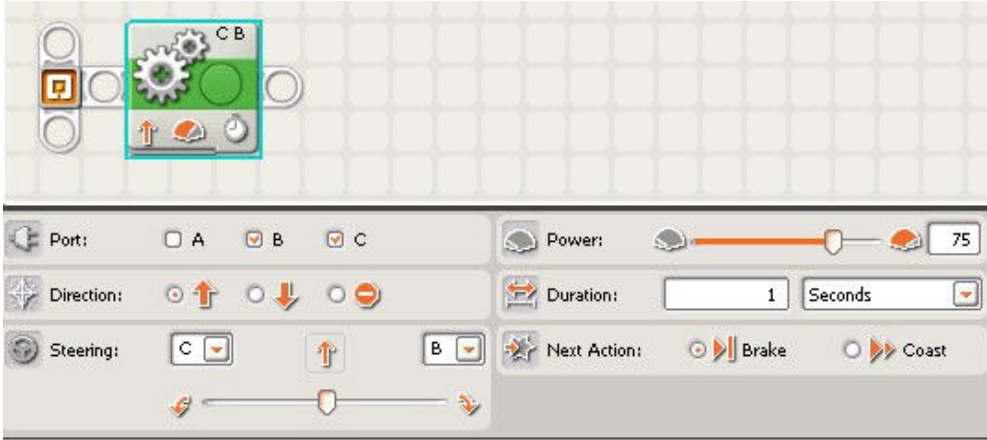 C B
Port: A B C
Power: 75
Direction:
Duration: 1 Seconds
Steering: C B
Next Action: Brake Coast